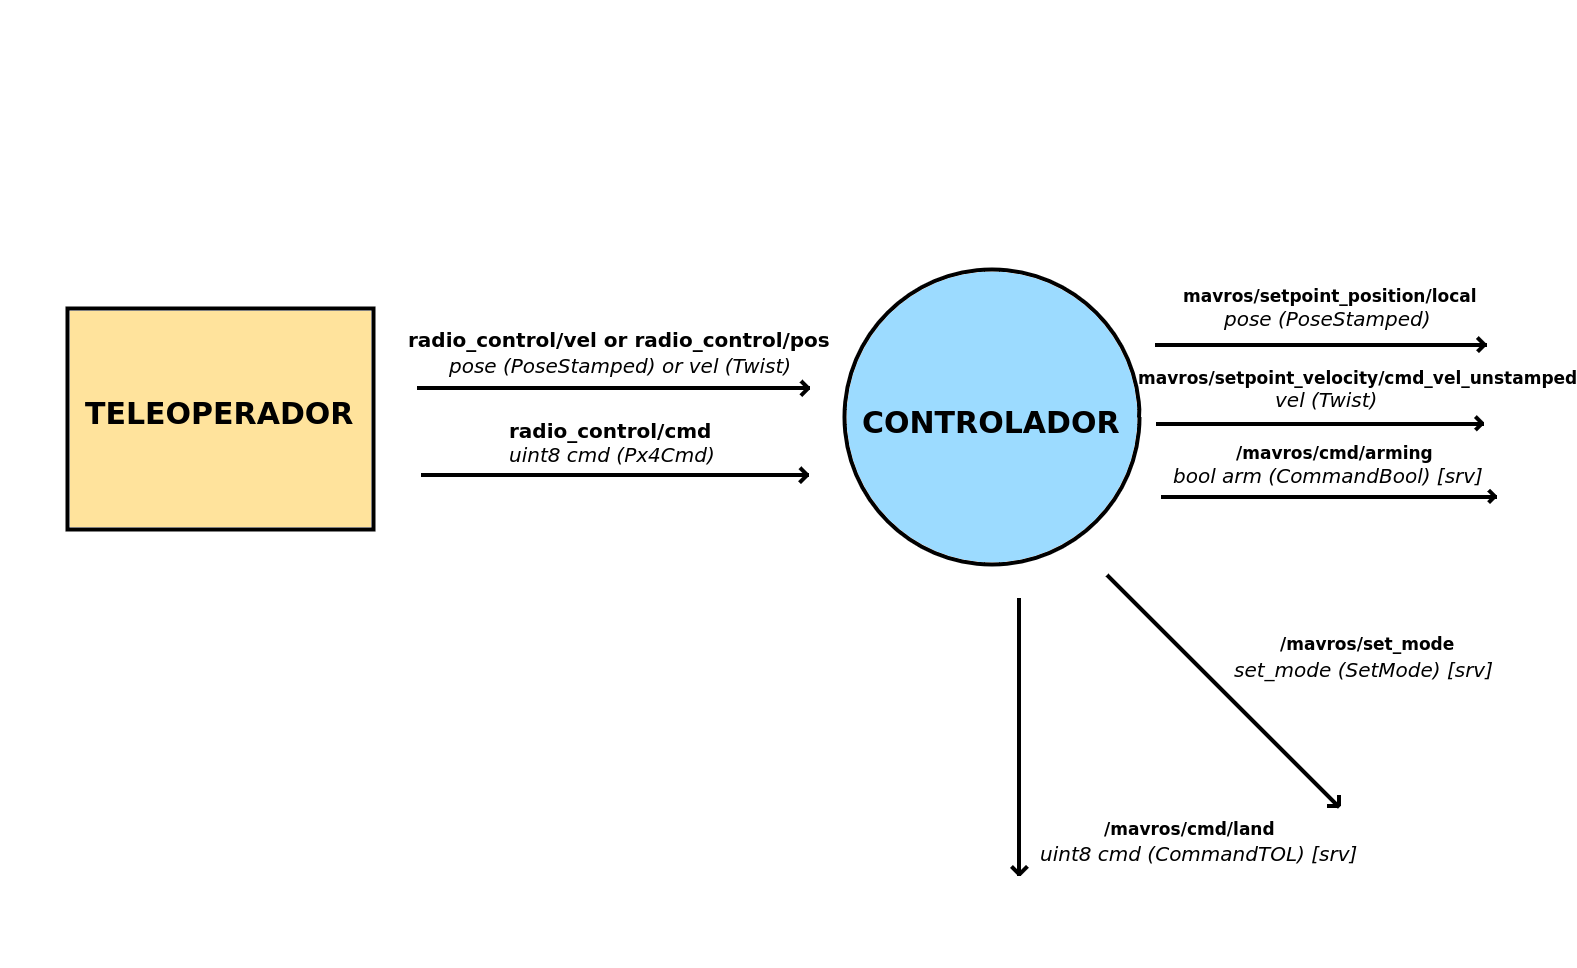 TELEOPERADOR
radio_control/vel or radio_control/pos
pose (PoseStamped) or vel (Twist)
radio_control/cmd
uint8 cmd (Px4Cmd)
CONTROLADOR
mavros/setpoint_position/local
pose (PoseStamped)
mavros/setpoint_velocity/cmd_vel_unstamped
vel (Twist)
/mavros/cmd/arming
bool arm (CommandBool) [srv]
/mavros/set_mode
set_mode (SetMode) [srv]
/mavros/cmd/land
uint8 cmd (CommandTOL) [srv]